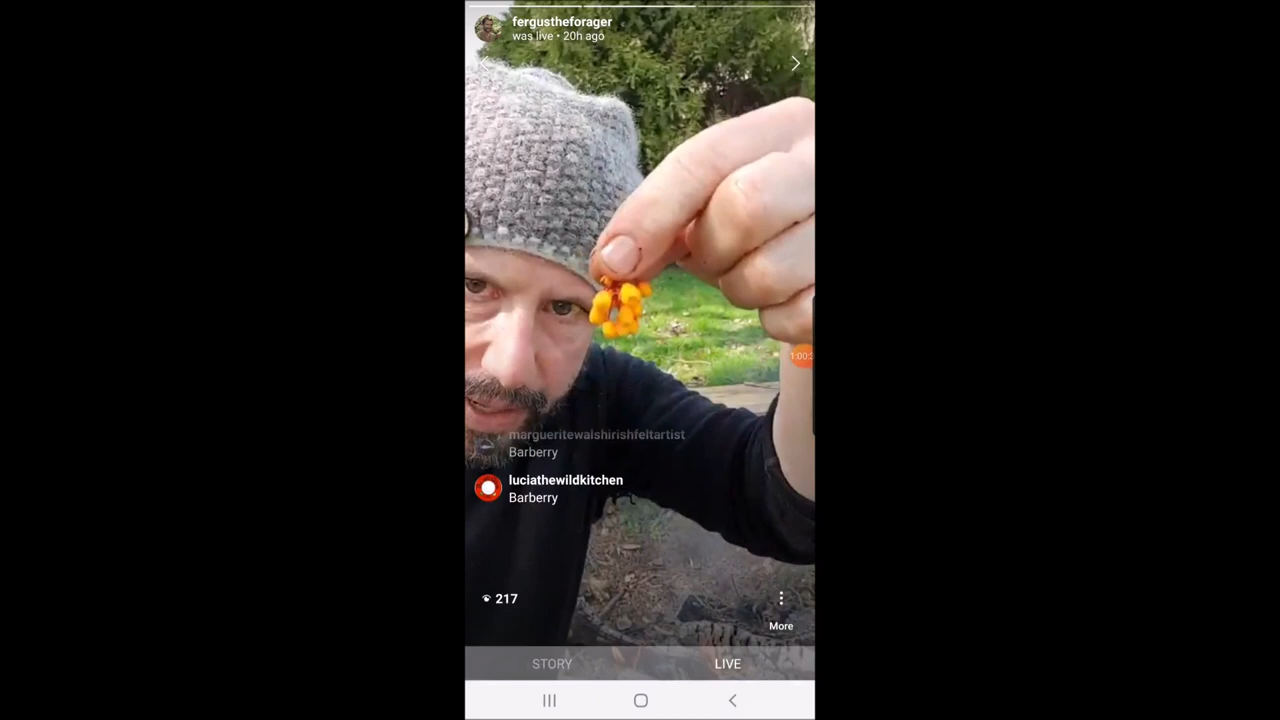 fergustheforager
was live • 20h ago
margueritewalshirishfeltartist
Barberry
luciathewildkitchen
Barberry
217
More
STORY
LIVE